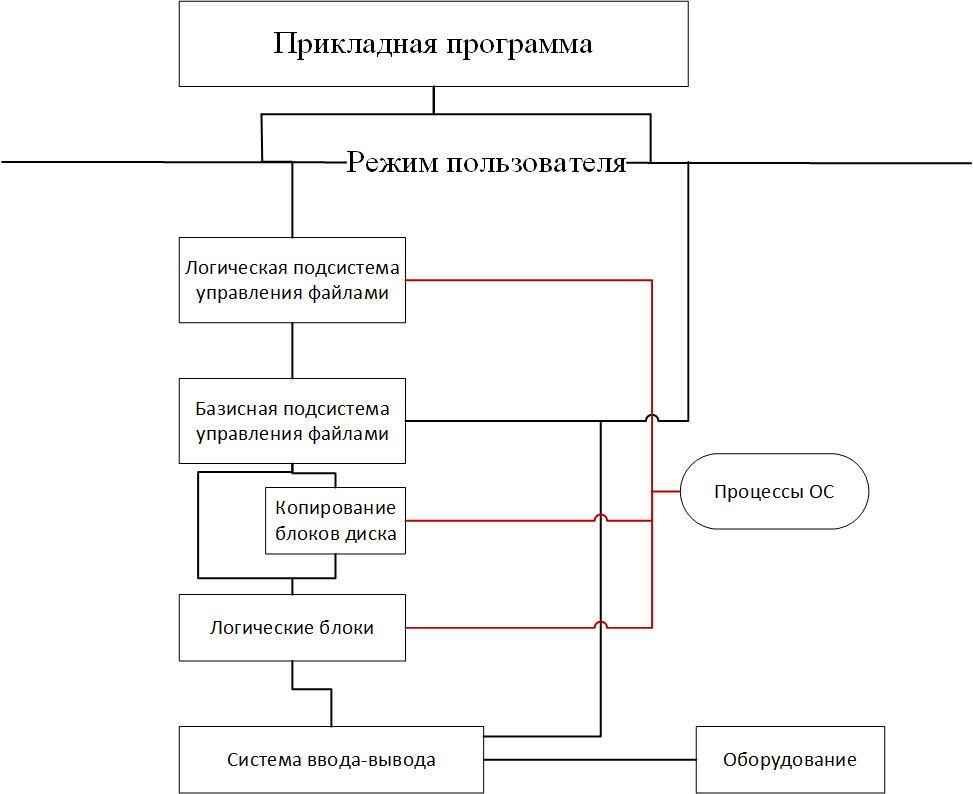 Прикладная программа
Режим пользователя
Логическая подсистема
управления файлами
Базисная подсистема
управления файлами
Процессы ОС
Копирование
блоков диска
Логические блоки
Система ввода-вывода
Оборудование